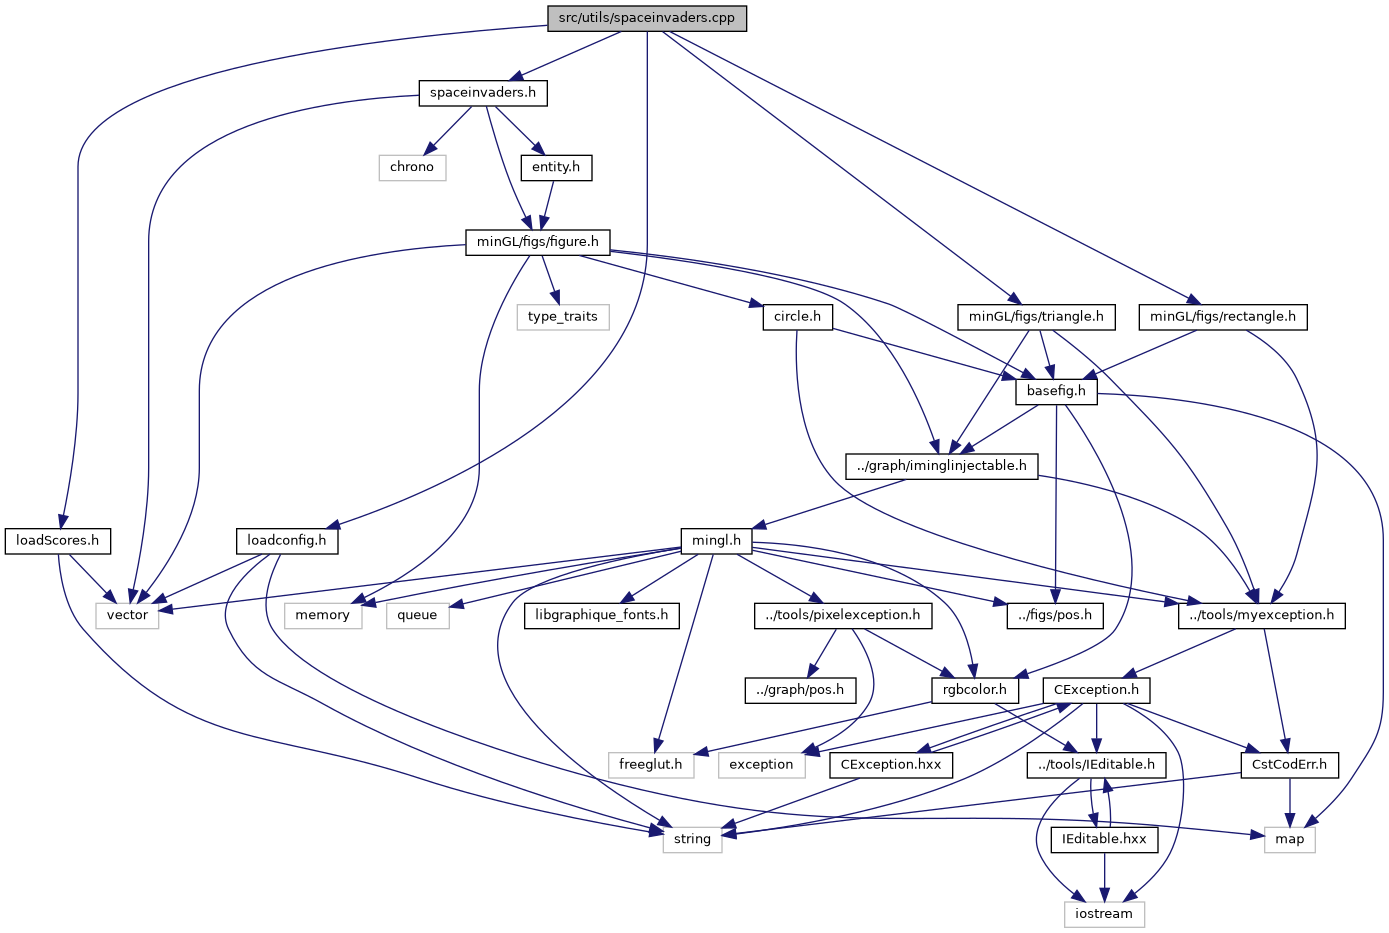 src/utils/spaceinvaders.cpp
spaceinvaders.h
chrono
entity.h
minGL/figs/figure.h
type_traits
circle.h
minGL/figs/triangle.h
minGL/figs/rectangle.h
basefig.h
../graph/iminglinjectable.h
loadScores.h
loadconfig.h
mingl.h
vector
memory
queue
libgraphique_fonts.h
../tools/pixelexception.h
../figs/pos.h
../tools/myexception.h
../graph/pos.h
rgbcolor.h
CException.h
freeglut.h
exception
CException.hxx
../tools/IEditable.h
CstCodErr.h
string
IEditable.hxx
map
iostream